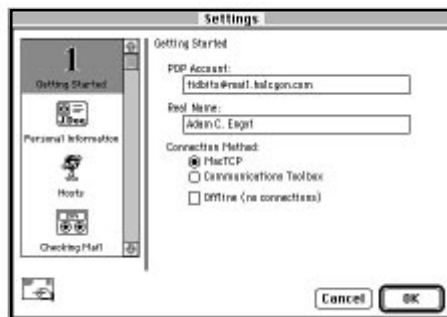 Settings
1
Getting Started
Personal Information
Hosts
Checking Mail
Getting Started
POP Account:
tidbits@mail.halcyon.com
Real Name:
Adam C. Engst
Connection Method:
MacTCP
Communications Toolbox
Offline (no connections)
Cancel
OK